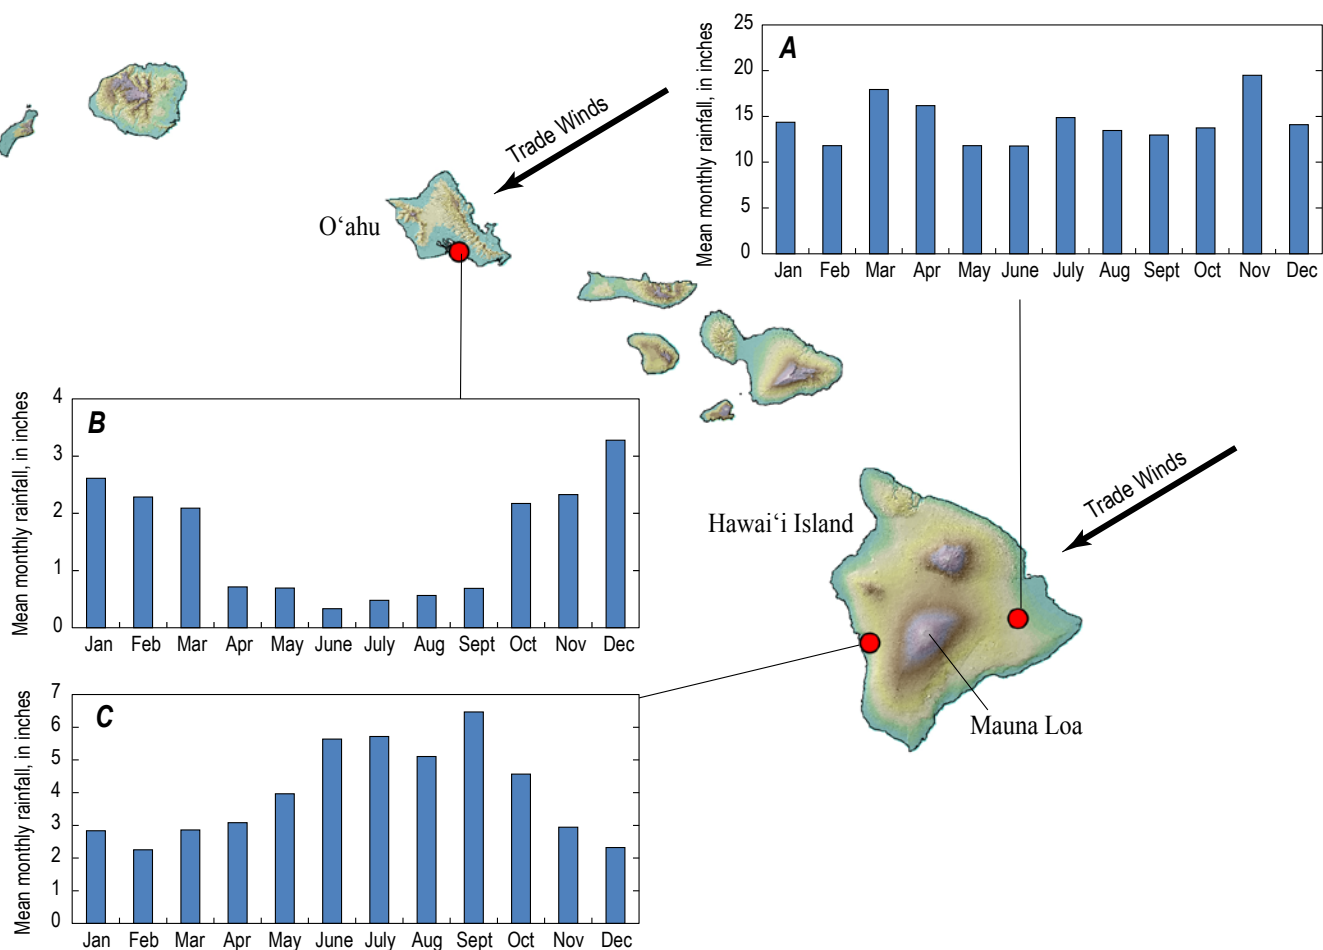 A
Mean monthly rainfall, in inches
25
20
15
10
5
0
Jan Feb Mar Apr May June July Aug Sept Oct Nov Dec
Trade Winds
Oʻahu
B
Mean monthly rainfall, in inches
4
3
2
1
0
Jan Feb Mar Apr May June July Aug Sept Oct Nov Dec
Trade Winds
Hawaiʻi Island
Mauna Loa
C
Mean monthly rainfall, in inches
7
6
5
4
3
2
1
0
Jan Feb Mar Apr May June July Aug Sept Oct Nov Dec